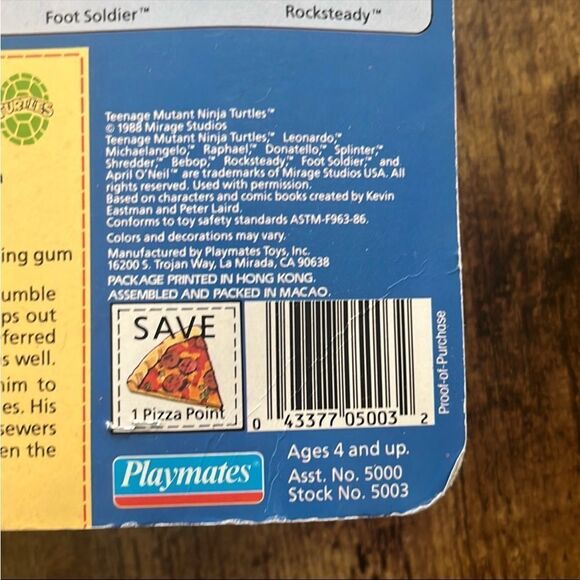 Foot Soldier™
Rocksteady™
TURTLES
ing gum
umble
ps out
ferred
s well.
him to
es. His
sewers
en the
Teenage Mutant Ninja Turtles™
© 1988 Mirage Studios
Teenage Mutant Ninja Turtles,™ Leonardo,™
Michaelangelo,™ Raphael,™ Donatello,™ Splinter,™
Shredder,™ Bebop,™ Rocksteady,™ Foot Soldier,™ and
April O'Neil™ are trademarks of Mirage Studios USA. All
rights reserved. Used with permission.
Based on characters and comic books created by Kevin
Eastman and Peter Laird.
Conforms to toy safety standards ASTM-F963-86.
Colors and decorations may vary.
Manufactured by Playmates Toys, Inc.
16200 S. Trojan Way, La Mirada, CA 90638
PACKAGE PRINTED IN HONG KONG.
ASSEMBLED AND PACKED IN MACAO.
SAVE
1 Pizza Point
0 43377 05003 2
Proof-of-Purchase
Playmates®
Ages 4 and up.
Asst. No. 5000
Stock No. 5003